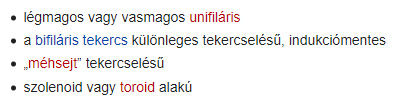 • légmagos vagy vasmagos unifiláris
• a bifiláris tekercs különleges tekercselésű, indukciómentes
• „méhsejt” tekercselésű
• szolenoid vagy toroid alakú